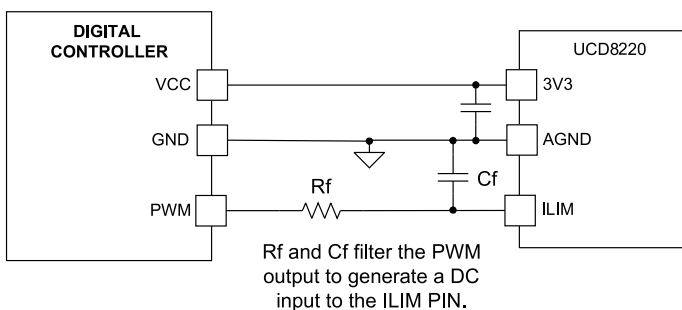 DIGITAL
CONTROLLER
UCD8220
VCC
3V3
GND
AGND
Rf
Cf
PWM
ILIM
Rf and Cf filter the PWM
output to generate a DC
input to the ILIM PIN.